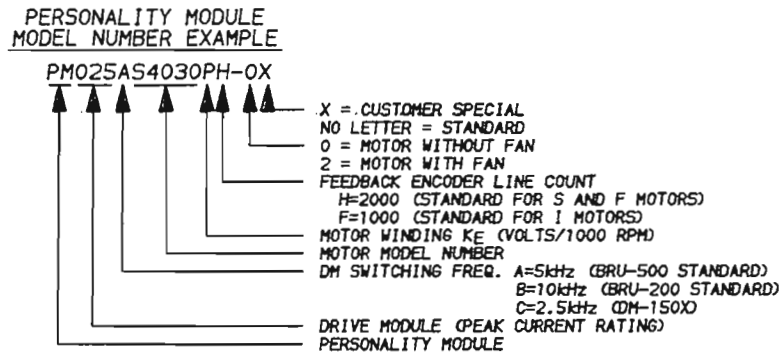 PERSONALITY MODULE
MODEL NUMBER EXAMPLE
PM025AS4030PH-0X
X = .CUSTOMER SPECIAL
NO LETTER = STANDARD
0 = MOTOR WITHOUT FAN
2 = MOTOR WITH FAN
FEEDBACK ENCODER LINE COUNT
H=2000 (STANDARD FOR S AND F MOTORS)
F=1000 (STANDARD FOR I MOTORS)
MOTOR WINDING KE (VOLTS/1000 RPM)
MOTOR MODEL NUMBER
DM SWITCHING FREQ. A=5kHz (BRU-500 STANDARD)
B=10kHz (BRU-200 STANDARD)
C=2.5kHz (DM-150X)
DRIVE MODULE (PEAK CURRENT RATING)
PERSONALITY MODULE